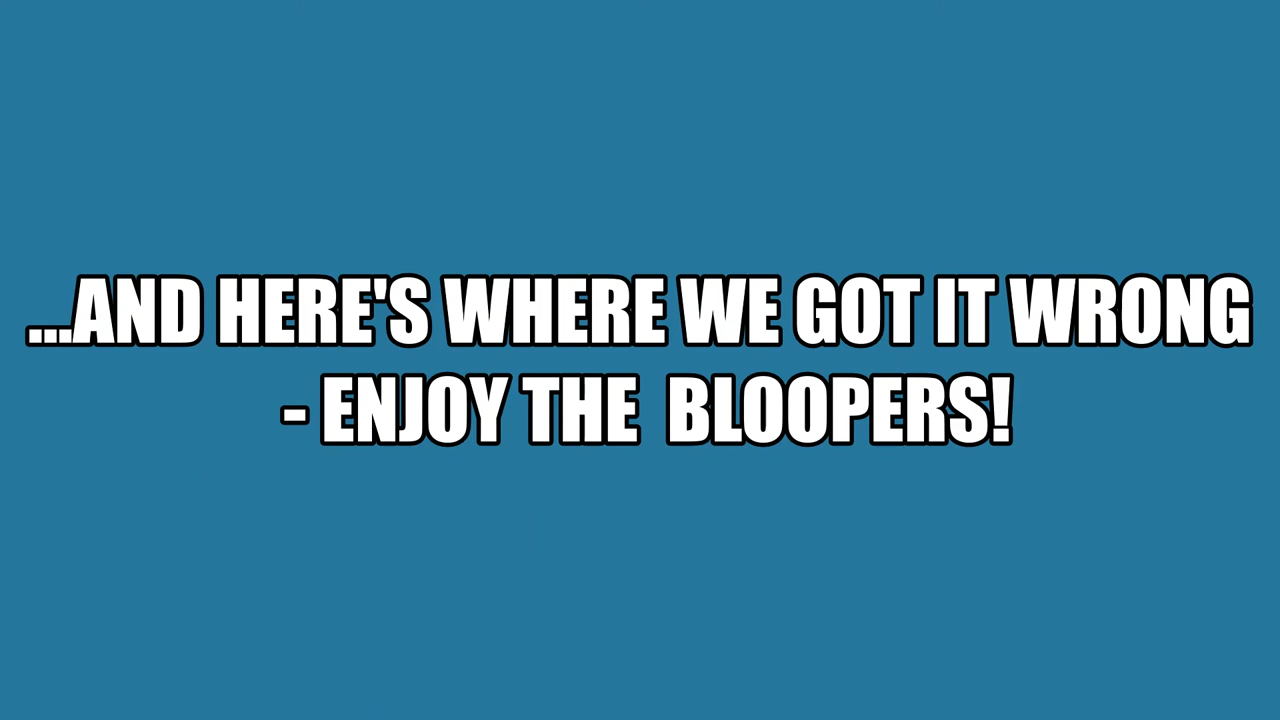 ...AND HERE'S WHERE WE GOT IT WRONG
- ENJOY THE  BLOOPERS!